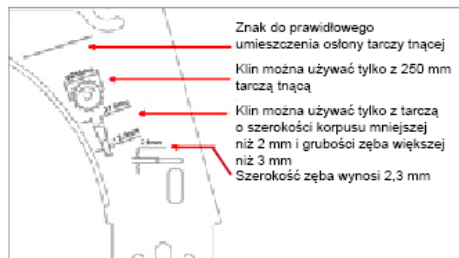 Znak do prawidłowego
umieszczenia osłony tarczy tnącej
Klin można używać tylko z 250 mm
tarczą tnącą
Klin można używać tylko z tarczą
o szerokości korpusu mniejszej
niż 2 mm i grubości zęba większej
niż 3 mm
Szerokość zęba wynosi 2,3 mm